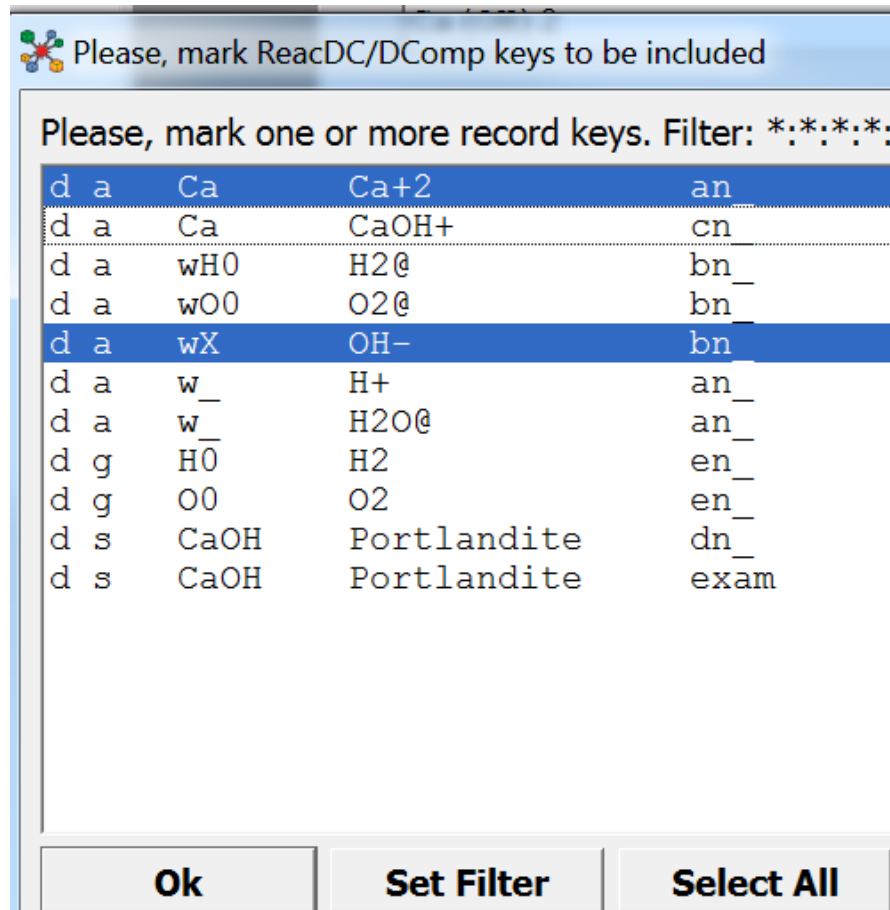 Please, mark ReacDC/DComp keys to be included
Please, mark one or more record keys. Filter: *:*:*:*:
d a Ca Ca+2 an_
d a Ca CaOH+ cn_
d a wH0 H2@ bn_
d a wO0 O2@ bn_
d a wX OH- bn_
d a w_ H+ an_
d a w_ H2O@ an_
d g H0 H2 en_
d g O0 O2 en_
d s CaOH Portlandite dn_
d s CaOH Portlandite exam
Ok Set Filter Select All